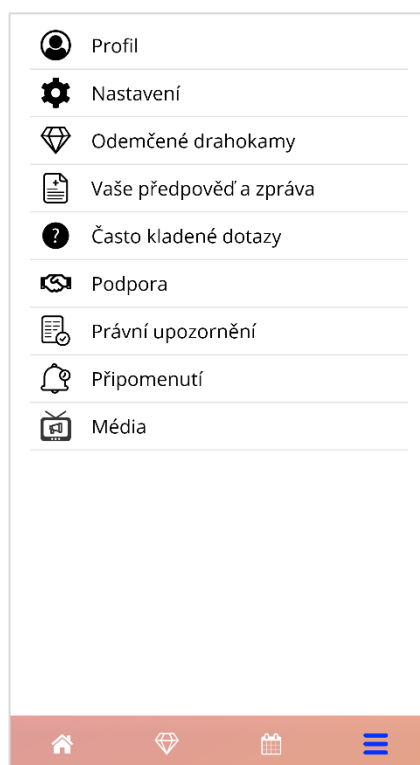 Profil
Nastavení
Odemčené drahokamy
Vaše předpověď a zpráva
Často kladené dotazy
Podpora
Právní upozornění
Připomenutí
Média